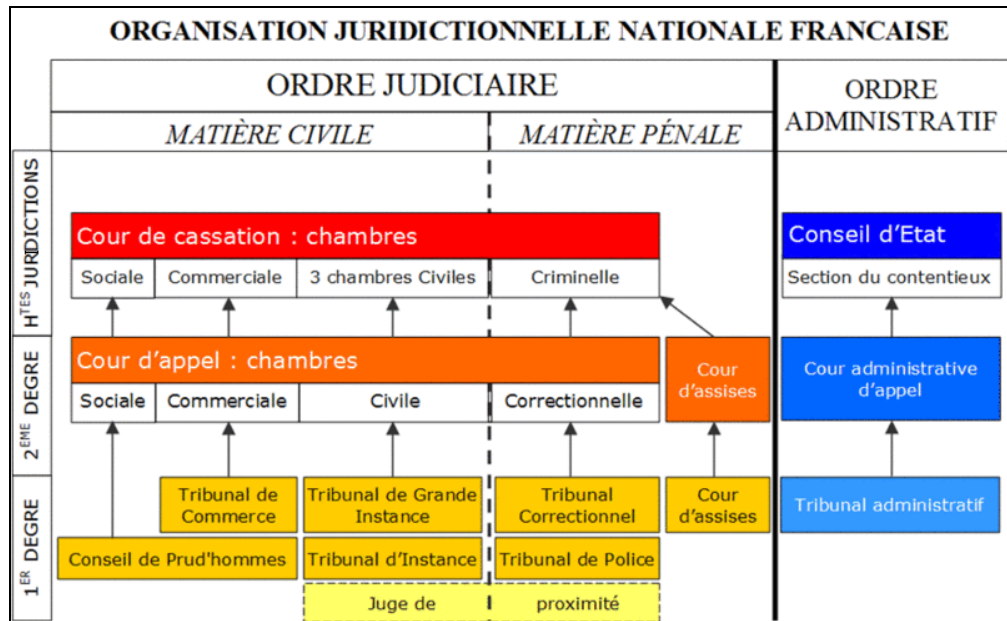 ORGANISATION JURIDICTIONNELLE NATIONALE FRANCAISE
ORDRE JUDICIAIRE
ORDRE
ADMINISTRATIF
MATIÈRE CIVILE
MATIÈRE PÉNALE
HTES JURIDICTIONS
Cour de cassation : chambres
Conseil d'Etat
Sociale
Commerciale
3 chambres Civiles
Criminelle
Section du contentieux
2EME DEGRE
Cour d'appel : chambres
Cour
d'assises
Cour administrative
d'appel
Sociale
Commerciale
Civile
Correctionnelle
1ER DEGRE
Tribunal de
Commerce
Tribunal de Grande
Instance
Tribunal
Correctionnel
Cour
d'assises
Tribunal administratif
Conseil de Prud'hommes
Tribunal d'Instance
Tribunal de Police
Juge de proximité